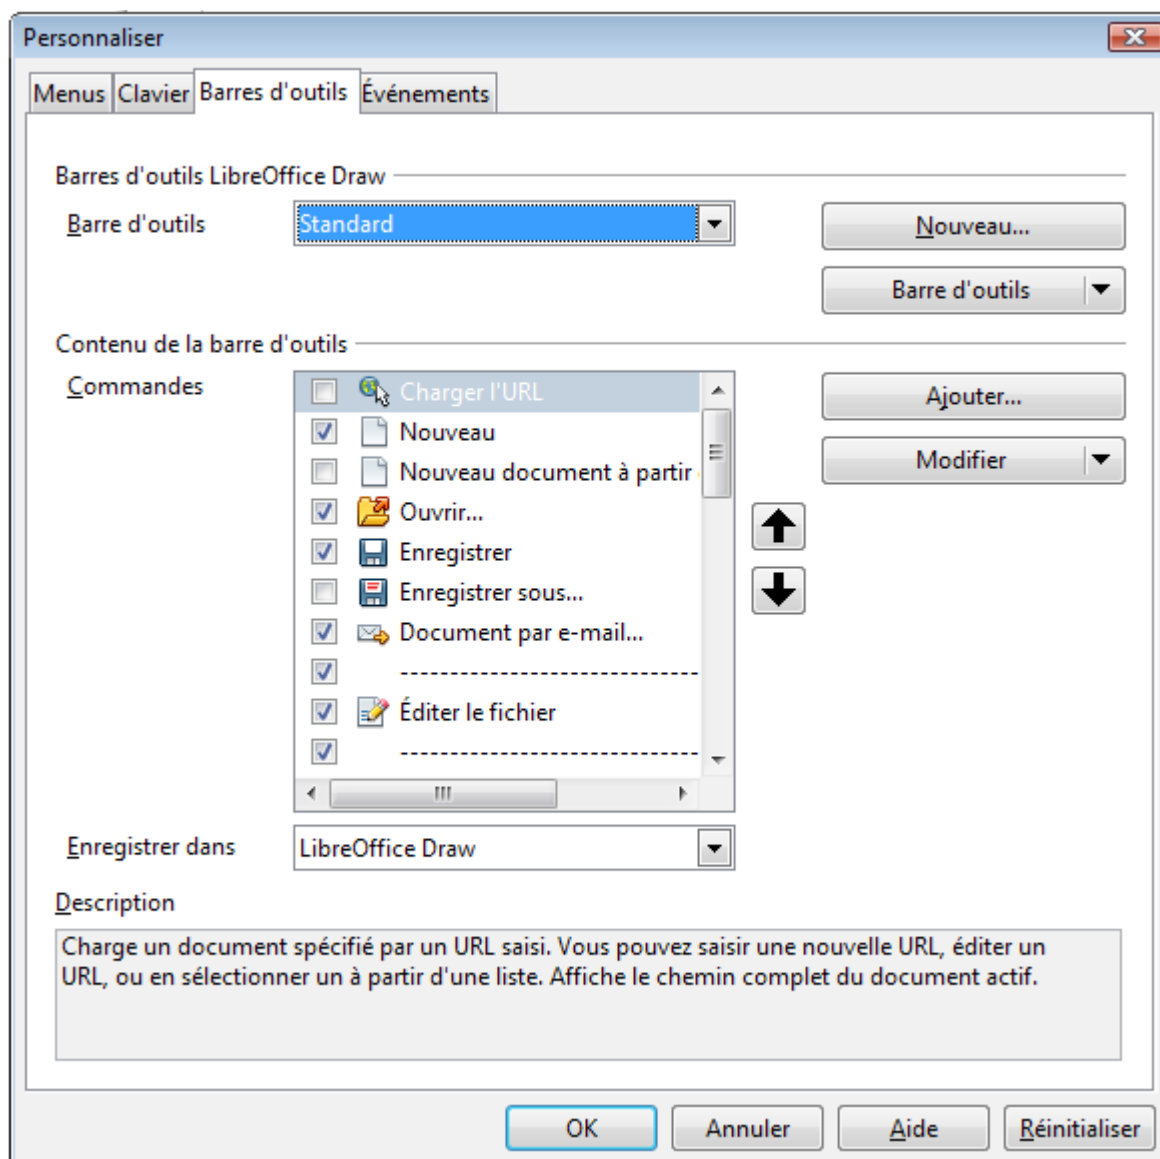 Personnaliser
Menus Clavier Barres d'outils Événements
Barres d'outils LibreOffice Draw
Barre d'outils Standard Nouveau...
Barre d'outils
Contenu de la barre d'outils
Commandes Charger l'URL Ajouter...
Nouveau
Modifier
Nouveau document à partir
Ouvrir...
Enregistrer
Enregistrer sous...
Document par e-mail...
------------------------------
Éditer le fichier
------------------------------
Enregistrer dans LibreOffice Draw
Description
Charge un document spécifié par un URL saisi. Vous pouvez saisir une nouvelle URL, éditer un
URL, ou en sélectionner un à partir d'une liste. Affiche le chemin complet du document actif.
OK Annuler Aide Réinitialiser